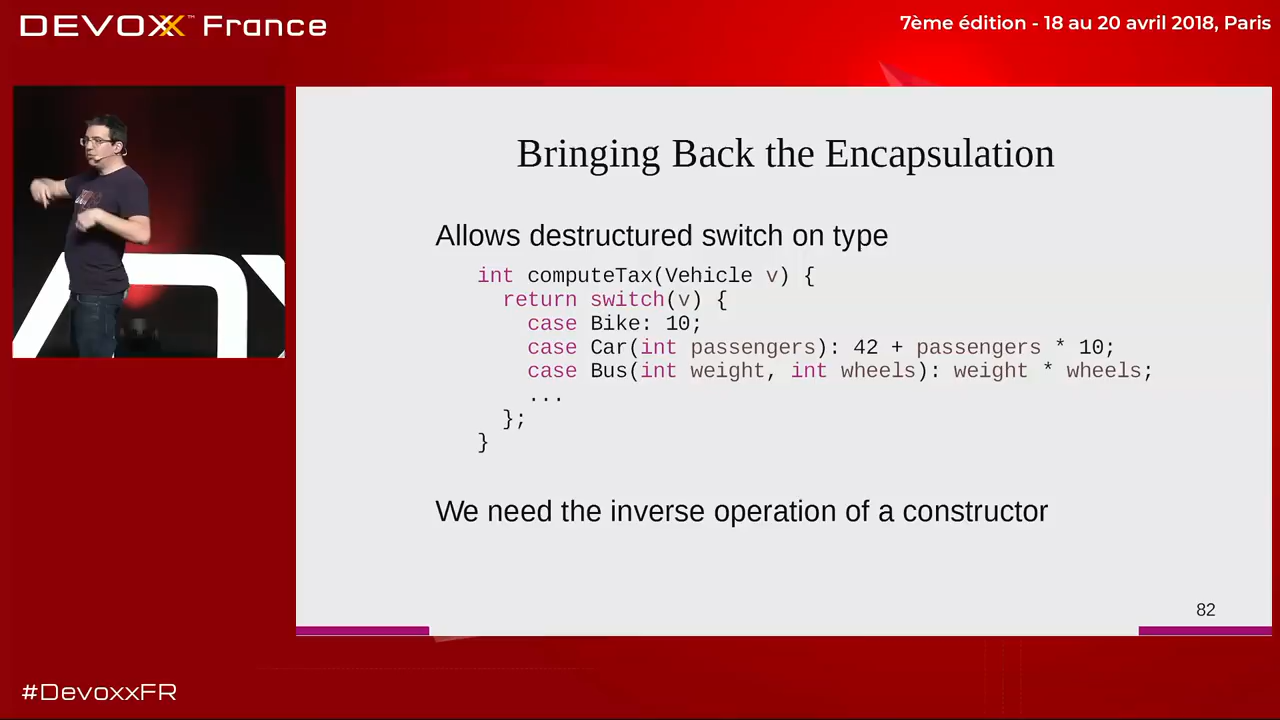 DEVOXX™ France
7ème édition - 18 au 20 avril 2018, Paris
Bringing Back the Encapsulation
Allows destructured switch on type
int computeTax(Vehicle v) {
return switch(v) {
case Bike: 10;
case Car(int passengers): 42 + passengers * 10;
case Bus(int weight, int wheels): weight * wheels;
...
};
}
We need the inverse operation of a constructor
82
#DevoxxFR